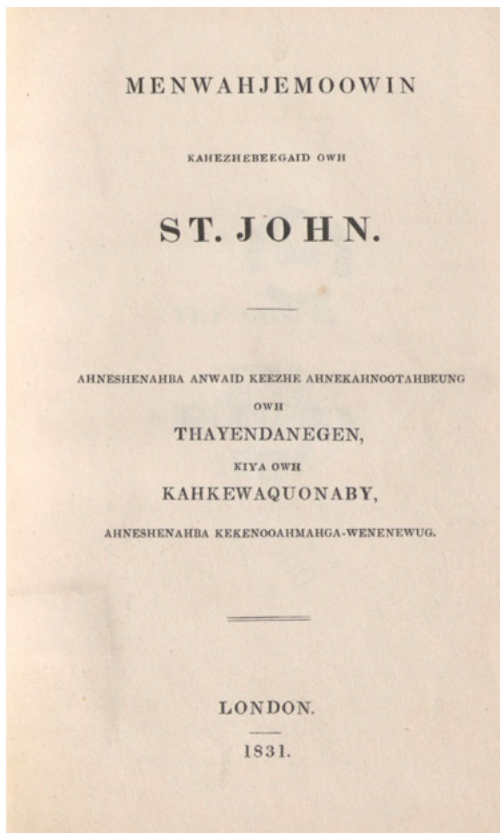 MENWAHJEMOOWIN
KAHEZHEBEEGAID OWH
ST. JOHN.
AHNESHENAHBA ANWAID KEEZHE AHNEKAHNOOTAHBEUNG
OWH
THAYENDANEGEN,
KIYA OWH
KAHKEWAQUONABY,
AHNESHENAHBA KEKENOOAHMAHGA-WENENEWUG.
LONDON.
1831.